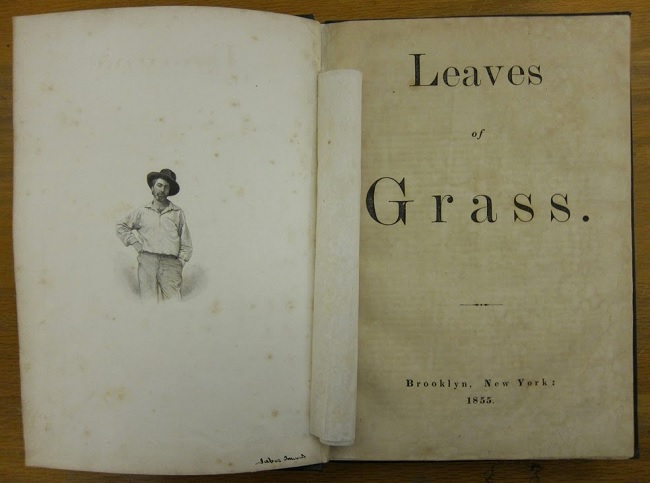 Leaves
of
Grass.
Brooklyn, New York:
1855.